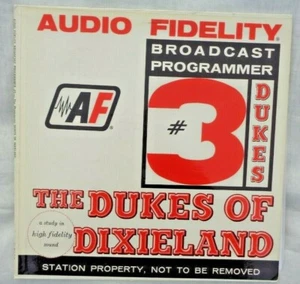 AUDIO FIDELITY®
BROADCAST
PROGRAMMER
AF®
#3
DUKES
THE DUKES OF
DIXIELAND
a study in
high fidelity
sound
STATION PROPERTY, NOT TO BE REMOVED